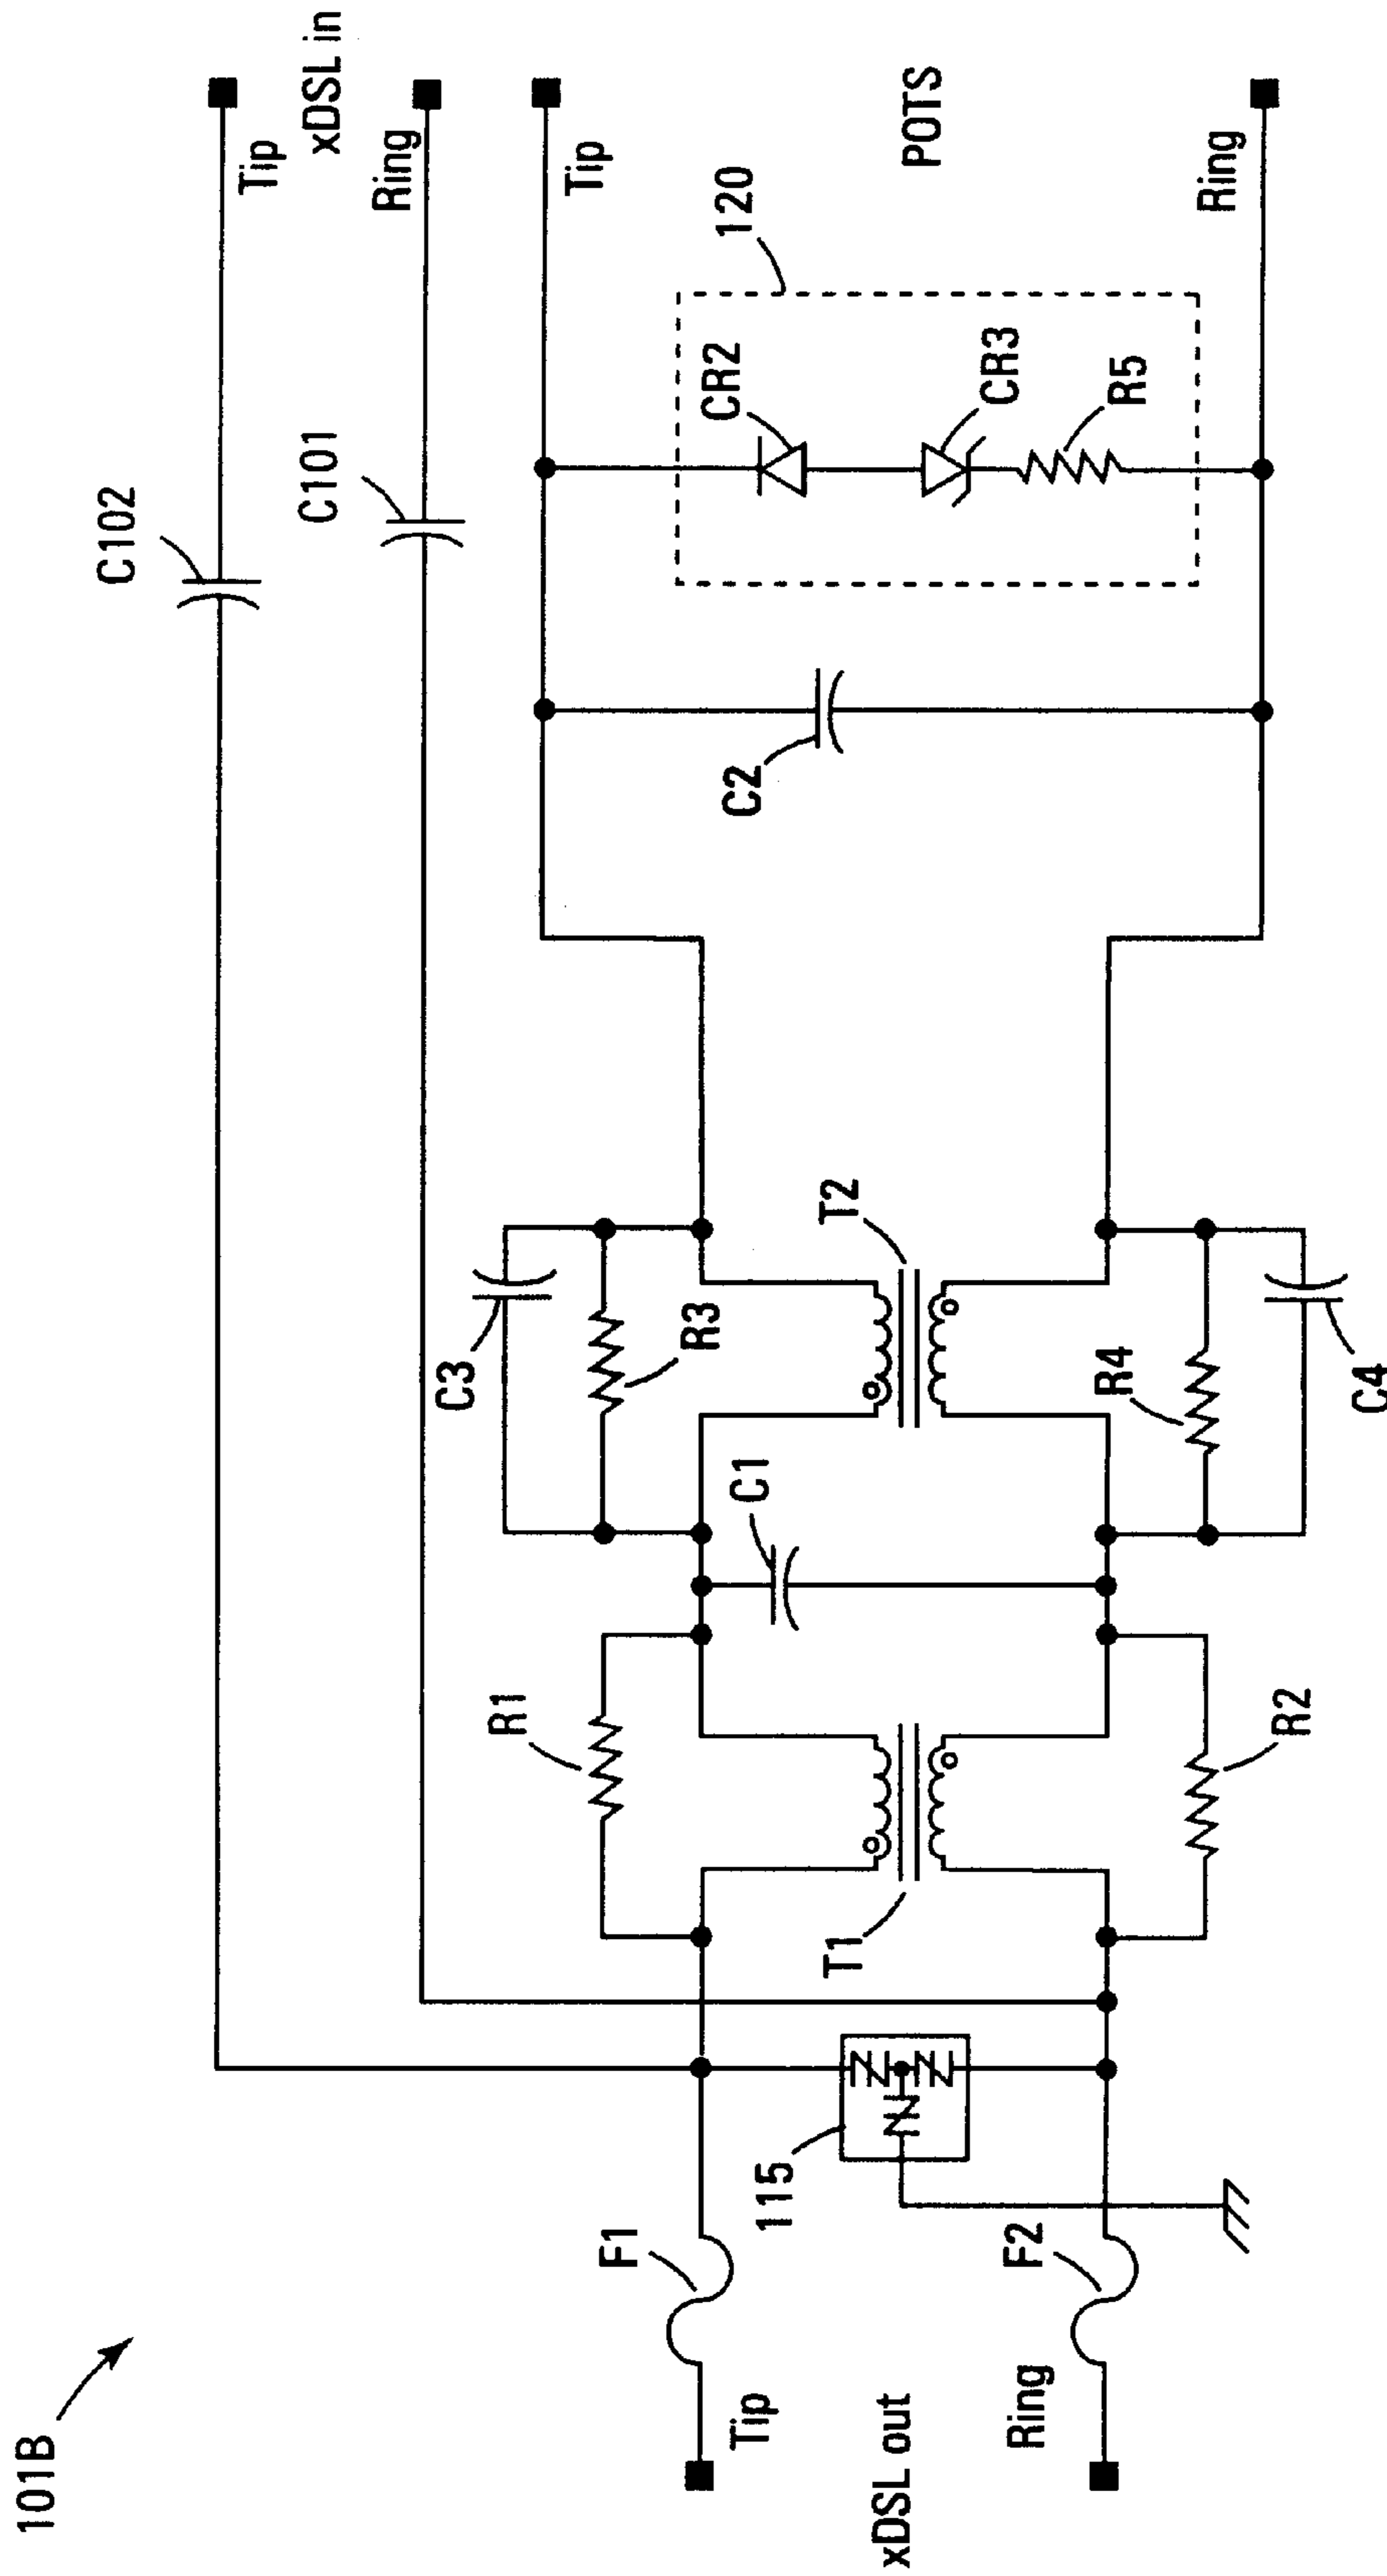 101B
C102
Tip
xDSL in
C101
Ring
Tip
120
POTS
CR2
CR3
R5
Ring
C2
C3
R3
T2
R4
C4
C1
R1
T1
R2
115
F1
F2
Tip
xDSL out
Ring